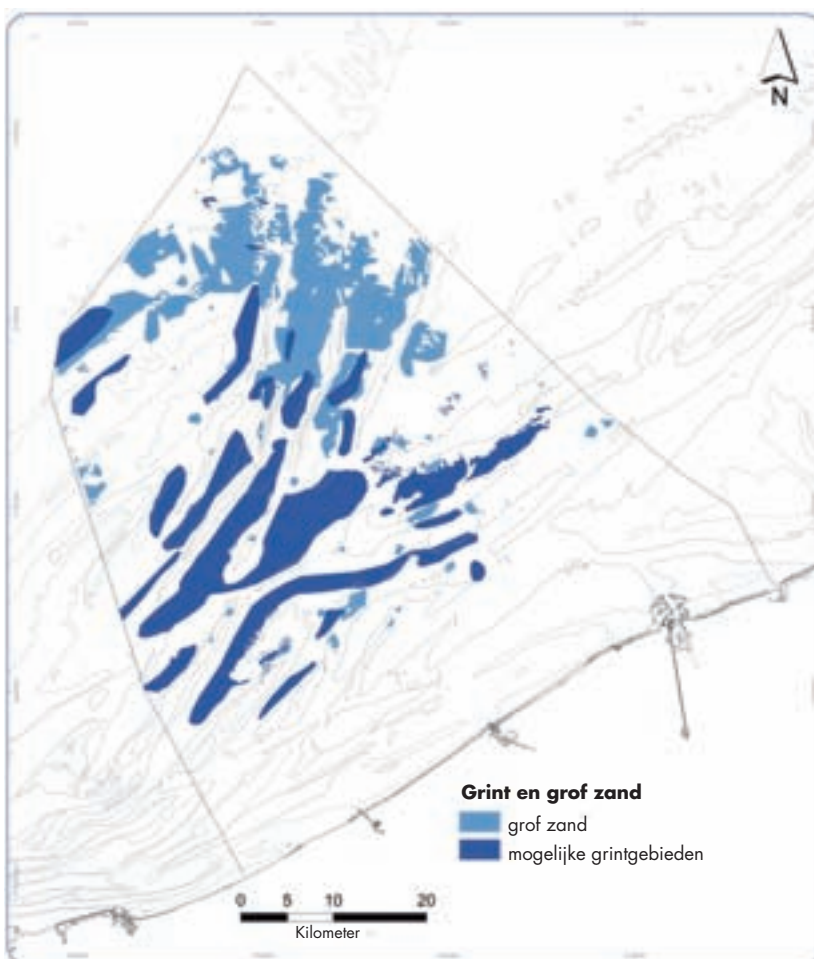 N
Grint en grof zand
grof zand
mogelijke grintgebieden
0 5 10 20
Kilometer